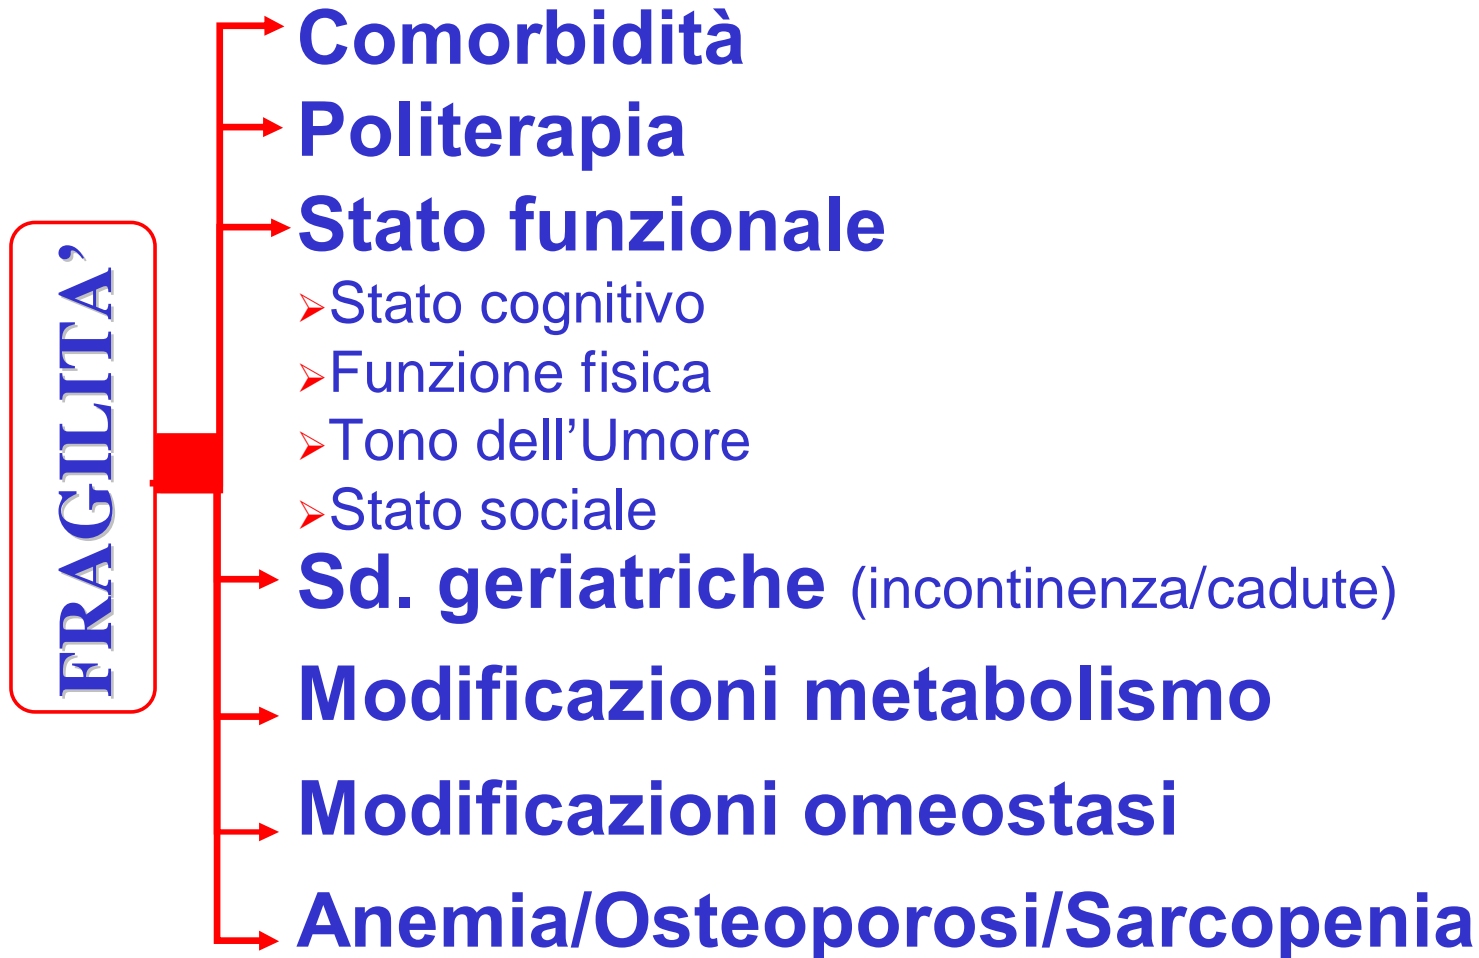 FRAGILITA’
Comorbidità
Politerapia
Stato funzionale
Stato cognitivo
Funzione fisica
Tono dell’Umore
Stato sociale
Sd. geriatriche (incontinenza/cadute)
Modificazioni metabolismo
Modificazioni omeostasi
Anemia/Osteoporosi/Sarcopenia